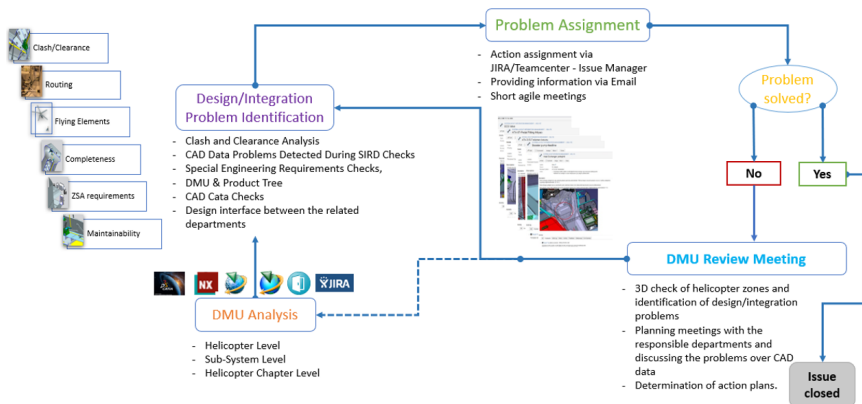 Clash/Clearance
Routing
Flying Elements
Completeness
ZSA requirements
Maintainability
Design/Integration
Problem Identification
- Clash and Clearance Analysis
- CAD Data Problems Detected During SIRD Checks
- Special Engineering Requirements Checks,
- DMU & Product Tree
- CAD Cata Checks
- Design interface between the related
departments
NX
JIRA
DMU Analysis
- Helicopter Level
- Sub-System Level
- Helicopter Chapter Level
Problem Assignment
- Action assignment via
JIRA/Teamcenter - Issue Manager
- Providing information via Email
- Short agile meetings
Problem
solved?
No
Yes
DMU Review Meeting
- 3D check of helicopter zones and
identification of design/integration
problems
- Planning meetings with the
responsible departments and
discussing the problems over CAD
data
- Determination of action plans.
Issue
closed